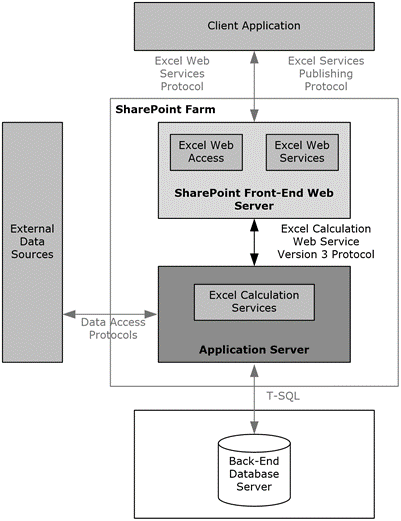 Client Application
Excel Web
Services
Protocol
Excel Services
Publishing
Protocol
SharePoint Farm
Excel Web
Access
Excel Web
Services
SharePoint Front-End Web
Server
External
Data
Sources
Excel Calculation
Web Service
Version 3 Protocol
Excel Calculation
Services
Data Access
Protocols
Application Server
T-SQL
Back-End
Database
Server